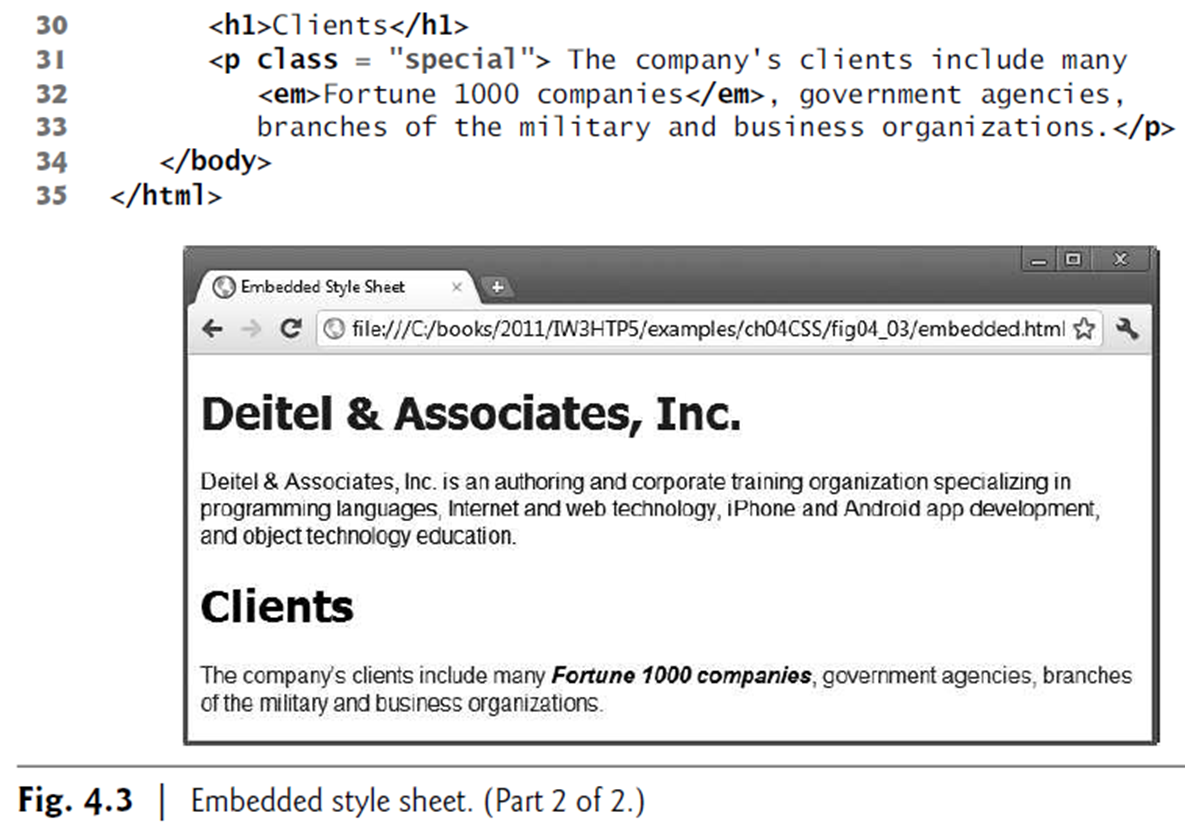 30 <h1>Clients</h1>
31 <p class = "special"> The company's clients include many
32 <em>Fortune 1000 companies</em>, government agencies,
33 branches of the military and business organizations.</p>
34 </body>
35 </html>
Embedded Style Sheet
file:///C:/books/2011/IW3HTP5/examples/ch04CSS/fig04_03/embedded.html
Deitel & Associates, Inc.
Deitel & Associates, Inc. is an authoring and corporate training organization specializing in
programming languages, Internet and web technology, iPhone and Android app development,
and object technology education.
Clients
The company's clients include many Fortune 1000 companies, government agencies, branches
of the military and business organizations.
Fig. 4.3 | Embedded style sheet. (Part 2 of 2.)